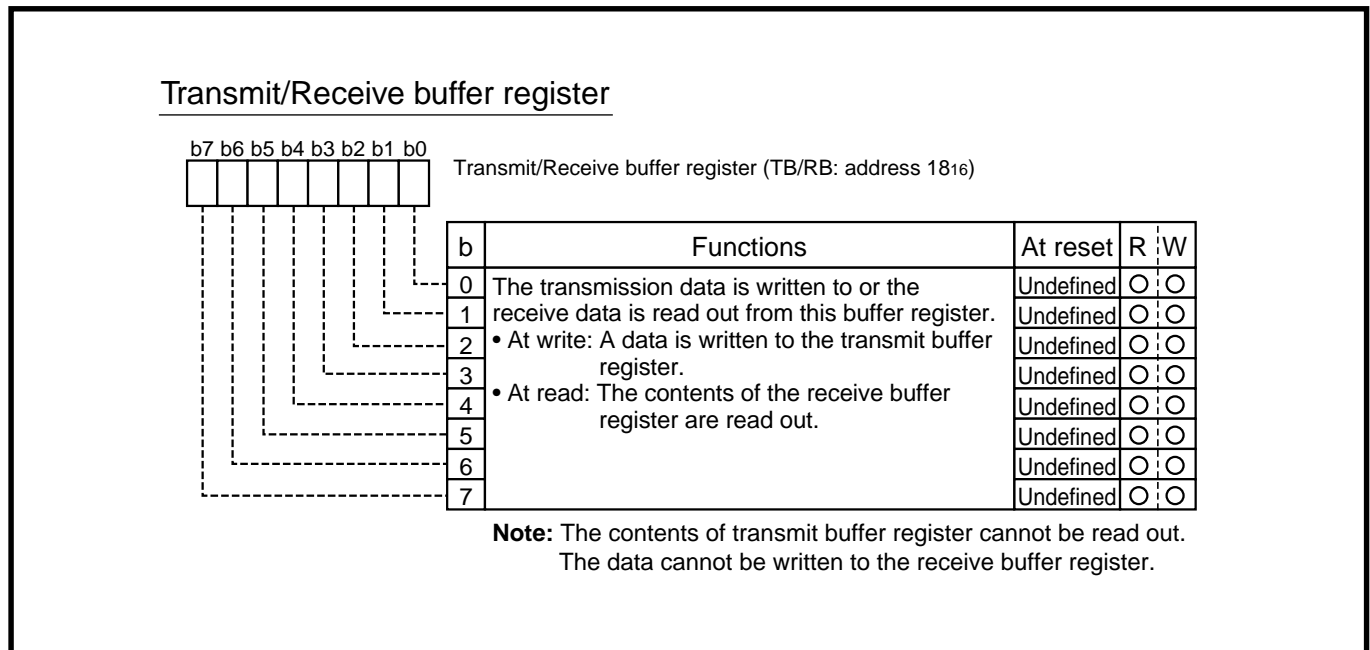 Transmit/Receive buffer register
b7 b6 b5 b4 b3 b2 b1 b0
Transmit/Receive buffer register (TB/RB: address 18₁₆)
b Functions At reset R W
0 The transmission data is written to or the Undefined ○ ○
1 receive data is read out from this buffer register. Undefined ○ ○
2 • At write: A data is written to the transmit buffer Undefined ○ ○
3 register. Undefined ○ ○
4 • At read: The contents of the receive buffer Undefined ○ ○
5 register are read out. Undefined ○ ○
6 Undefined ○ ○
7 Undefined ○ ○
Note: The contents of transmit buffer register cannot be read out.
The data cannot be written to the receive buffer register.